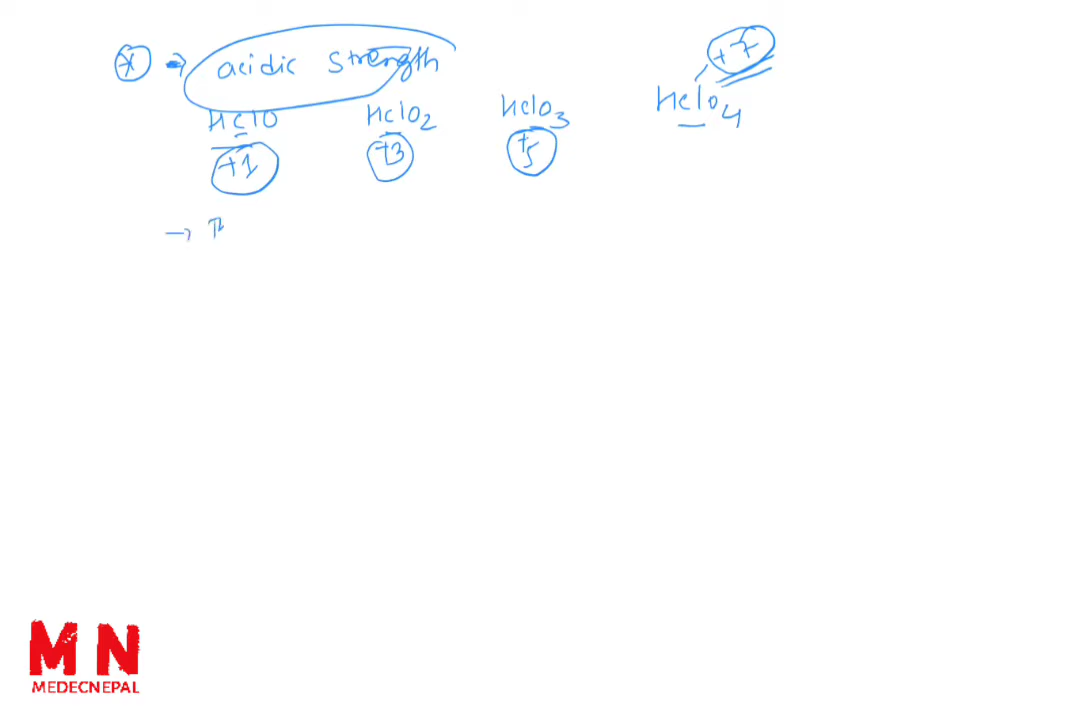 * → acidic strength
+7
HClO HClO2 HClO3 HClO4
+1 +3 +5
→
MN
MEDECNEPAL